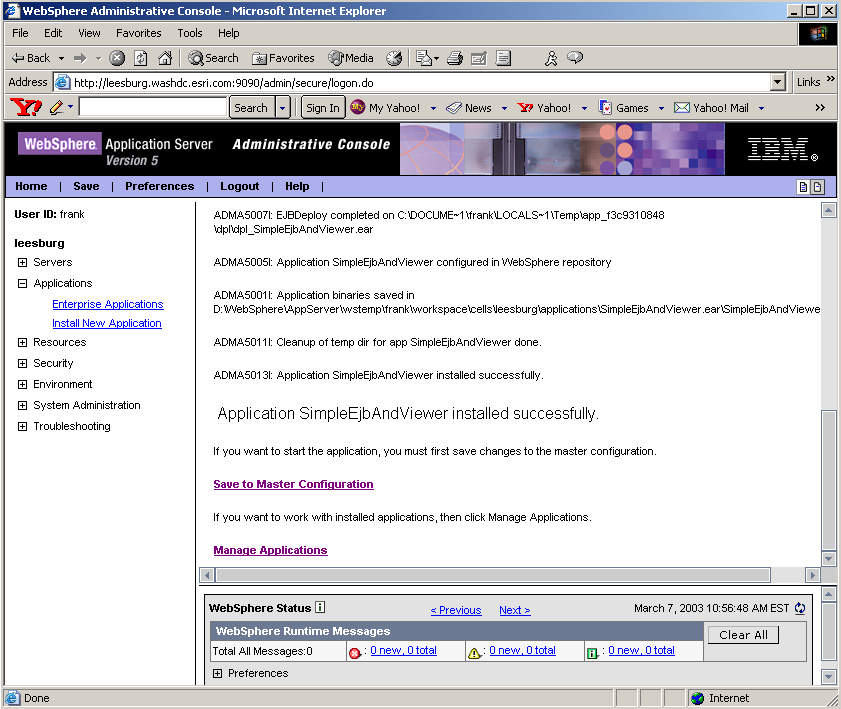 WebSphere Administrative Console - Microsoft Internet Explorer
File Edit View Favorites Tools Help
Back Search Favorites Media
Address http://leesburg.washdc.esri.com:9090/admin/secure/logon.do Links »
Y! Search Sign In My Yahoo! News Yahoo! Games Yahoo! Mail »
WebSphere. Application Server Administrative Console
Version 5
IBM®
Home | Save | Preferences | Logout | Help |
User ID: frank
leesburg
Servers
Applications
Enterprise Applications
Install New Application
Resources
Security
Environment
System Administration
Troubleshooting
ADMA5007I: EJBDeploy completed on C:\DOCUME~1\frank\LOCALS~1\Temp\app_f3c9310848
\dpl\dpl_SimpleEjbAndViewer.ear
ADMA5005I: Application SimpleEjbAndViewer configured in WebSphere repository
ADMA5001I: Application binaries saved in
D:\WebSphere\AppServer\wstemp\frank\workspace\cells\leesburg\applications\SimpleEjbAndViewer.ear\SimpleEjbAndViewe
ADMA5011I: Cleanup of temp dir for app SimpleEjbAndViewer done.
ADMA5013I: Application SimpleEjbAndViewer installed successfully.
Application SimpleEjbAndViewer installed successfully.
If you want to start the application, you must first save changes to the master configuration.
Save to Master Configuration
If you want to work with installed applications, then click Manage Applications.
Manage Applications
WebSphere Status i < Previous Next > March 7, 2003 10:56:48 AM EST
WebSphere Runtime Messages Clear All
Total All Messages:0 : 0 new, 0 total : 0 new, 0 total : 0 new, 0 total
Preferences
Done Internet